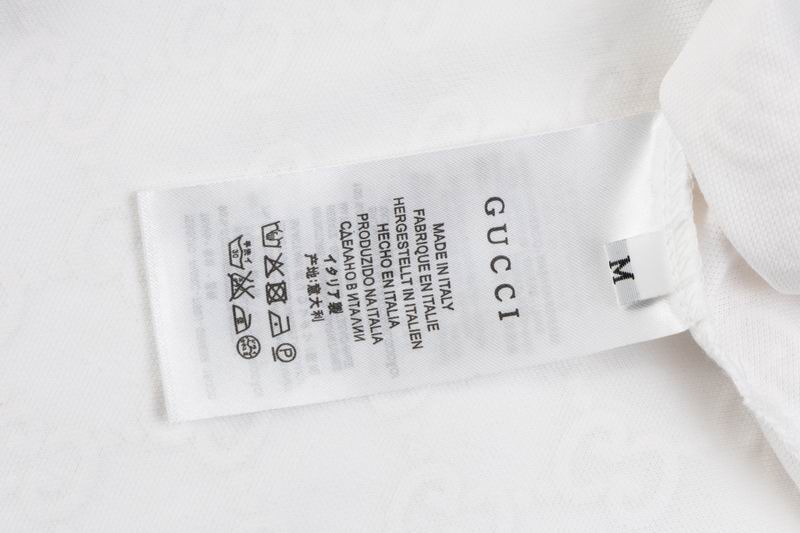 GUCCI
MADE IN ITALY
FABRIQUE EN ITALIE
HERGESTELLT IN ITALIEN
HECHO EN ITALIA
PRODUZIDO NA ITALIA
СДЕЛАНО В ИТАЛИИ
イタリア製
产地:意大利
P
M